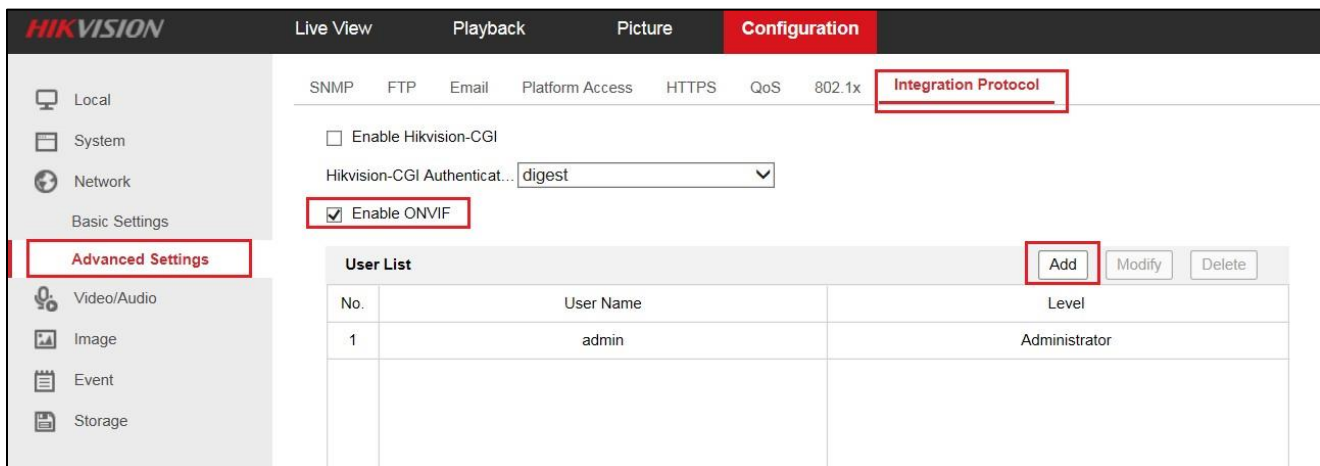 HIKVISION Live View Playback Picture Configuration
SNMP FTP Email Platform Access HTTPS QoS 802.1x Integration Protocol
Local
System
Network
Basic Settings
Advanced Settings
Video/Audio
Image
Event
Storage
Enable Hikvision-CGI
Hikvision-CGI Authenticat... digest
Enable ONVIF
User List Add Modify Delete
No. User Name Level
1 admin Administrator